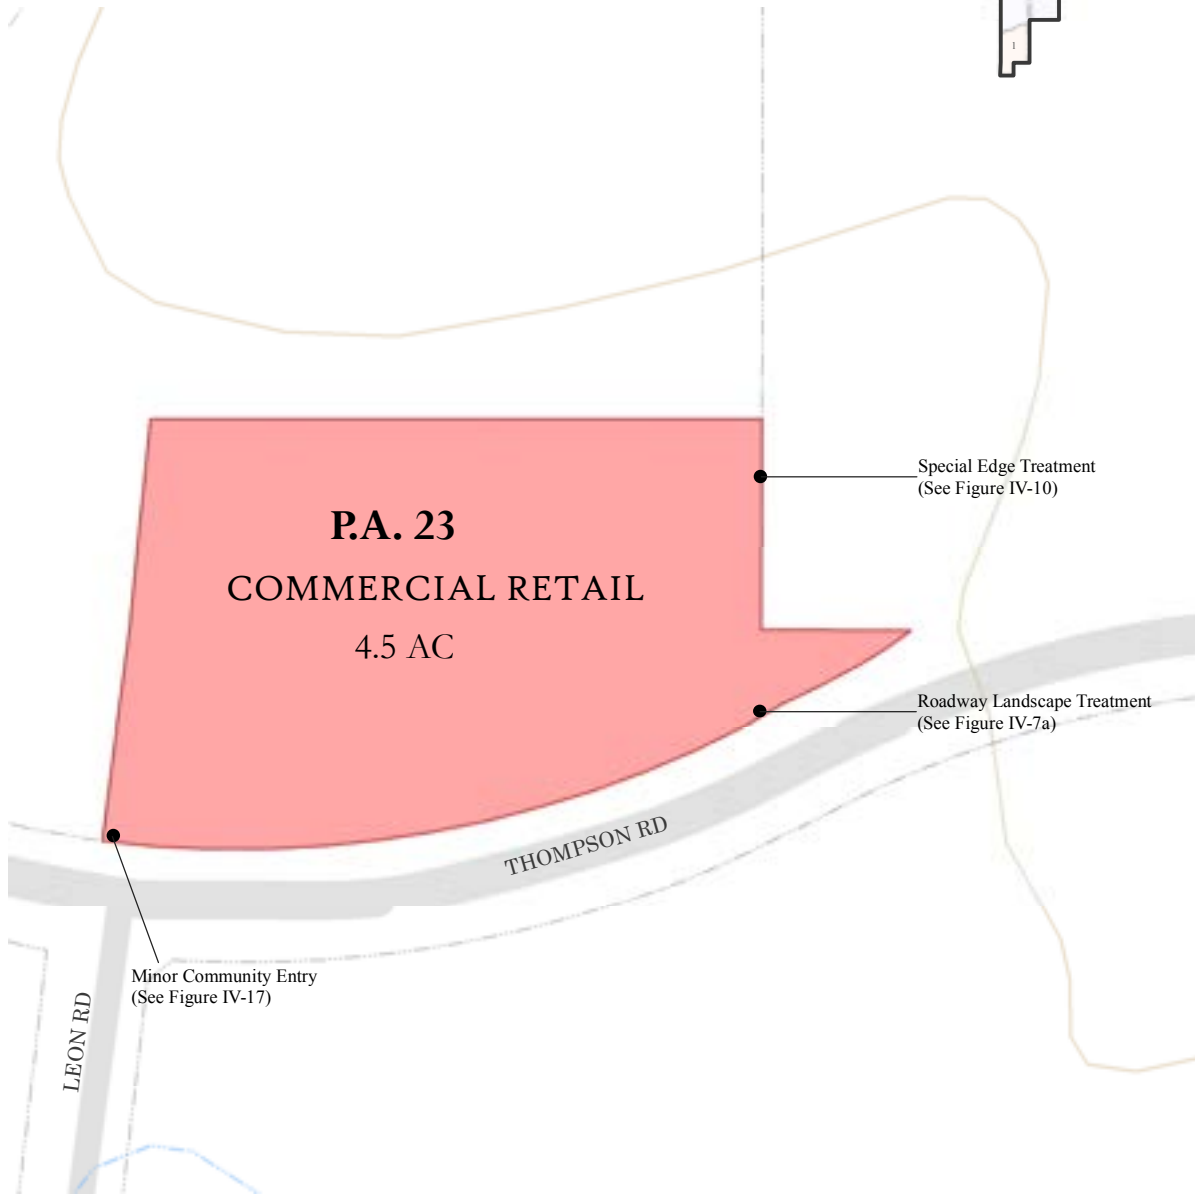 1
Special Edge Treatment
(See Figure IV-10)
P.A. 23
COMMERCIAL RETAIL
4.5 AC
Roadway Landscape Treatment
(See Figure IV-7a)
THOMPSON RD
Minor Community Entry
(See Figure IV-17)
LEON RD